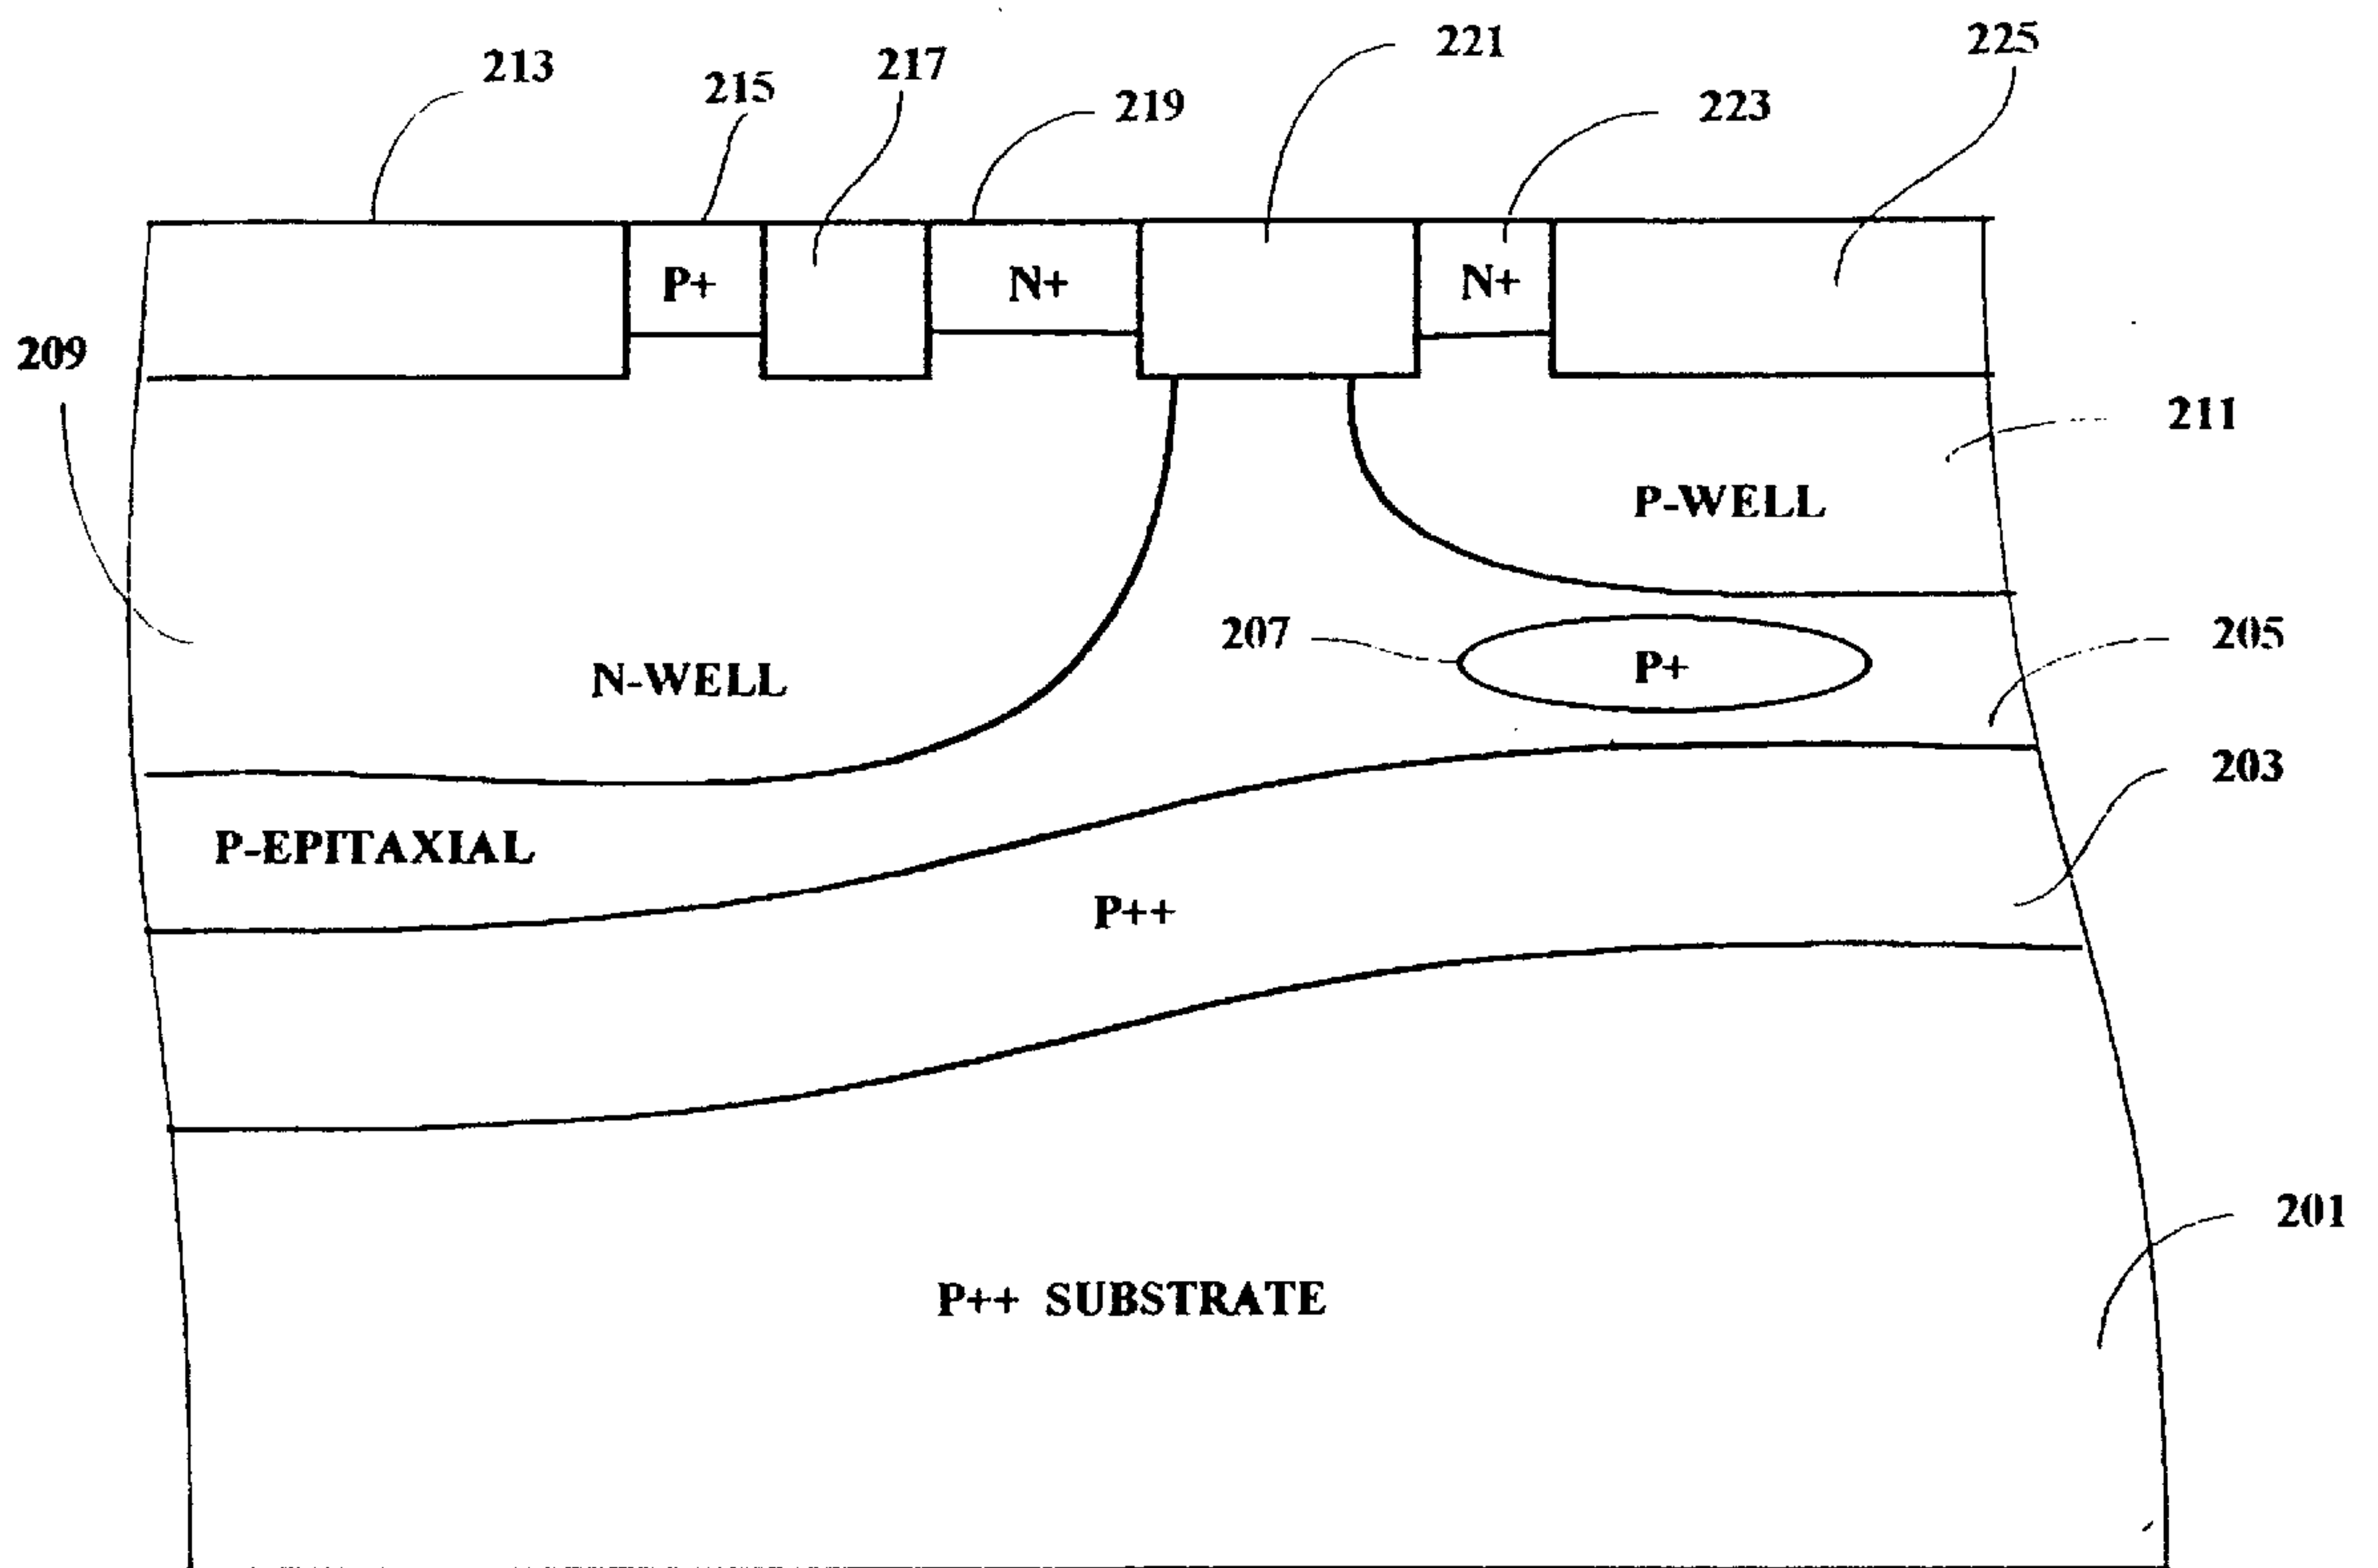 221
225
213
217
215
219
223
P+
N+
N+
209
211
P-WELL
207
P+
205
N-WELL
203
P-EPITAXIAL
P++
201
P++ SUBSTRATE